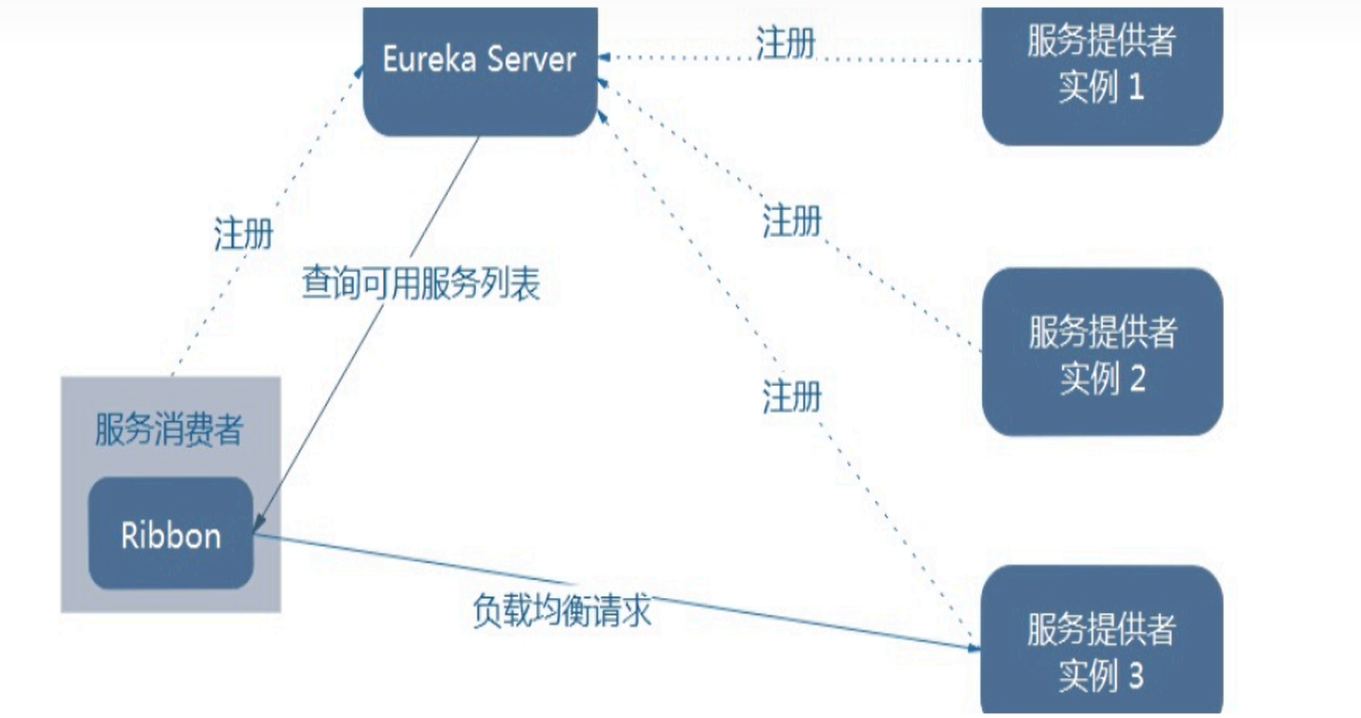 Eureka Server
注册
服务提供者
实例 1
注册
注册
查询可用服务列表
服务提供者
实例 2
注册
服务消费者
Ribbon
负载均衡请求
服务提供者
实例 3